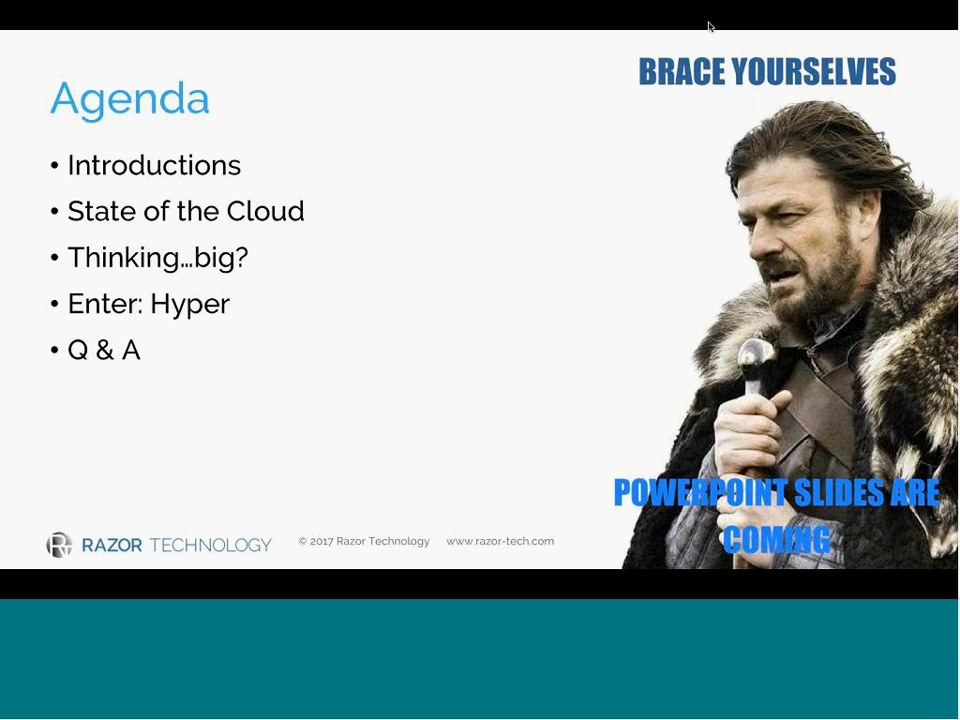 BRACE YOURSELVES
Agenda
• Introductions
• State of the Cloud
• Thinking...big?
• Enter: Hyper
• Q & A
POWERPOINT SLIDES ARE
COMING
R RAZOR TECHNOLOGY © 2017 Razor Technology www.razor-tech.com